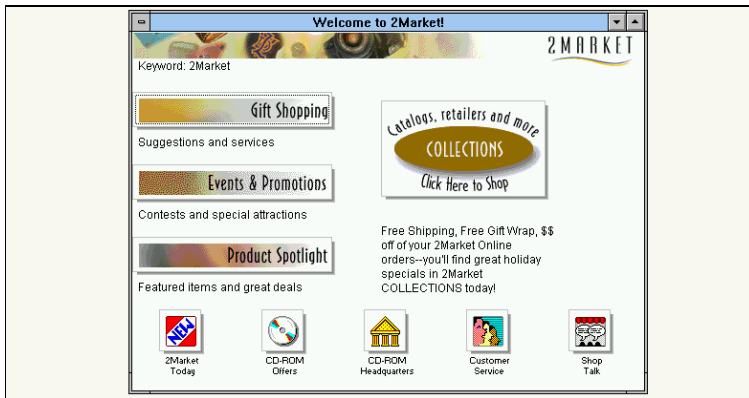 Welcome to 2Market!
2MARKET
Keyword: 2Market
Gift Shopping
Suggestions and services
Events & Promotions
Contests and special attractions
Product Spotlight
Featured items and great deals
Catalogs, retailers and more
COLLECTIONS
Click Here to Shop
Free Shipping, Free Gift Wrap, $$
off of your 2Market Online
orders--you'll find great holiday
specials in 2Market
COLLECTIONS today!
NEW
2Market
Today
CD-ROM
Offers
CD-ROM
Headquarters
Customer
Service
Shop
Talk